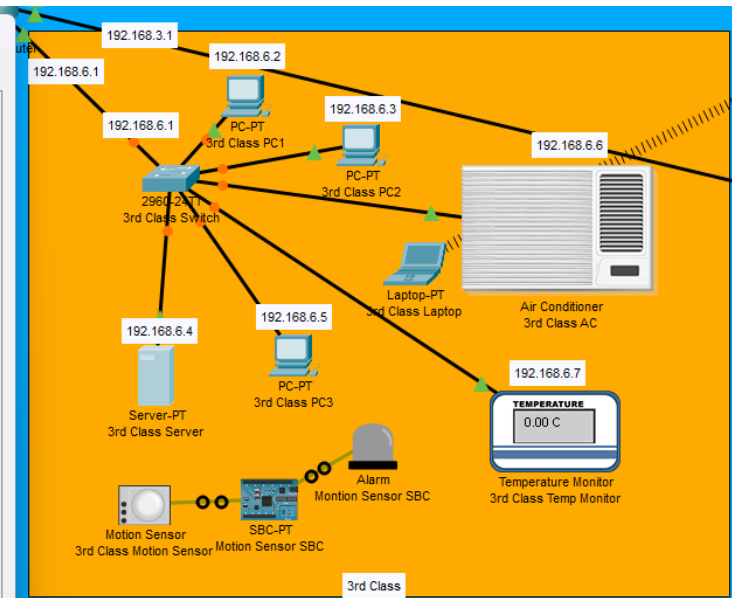 192.168.3.1
uter
192.168.6.1
192.168.6.2
192.168.6.1
PC-PT
3rd Class PC1
192.168.6.3
PC-PT
3rd Class PC2
192.168.6.6
2960-24TT
3rd Class Switch
Laptop-PT
3rd Class Laptop
Air Conditioner
3rd Class AC
192.168.6.4
192.168.6.5
Server-PT
3rd Class Server
PC-PT
3rd Class PC3
192.168.6.7
TEMPERATURE
0.00 C
Temperature Monitor
3rd Class Temp Monitor
Alarm
Montion Sensor SBC
Motion Sensor
3rd Class Motion Sensor
SBC-PT
Motion Sensor SBC
3rd Class